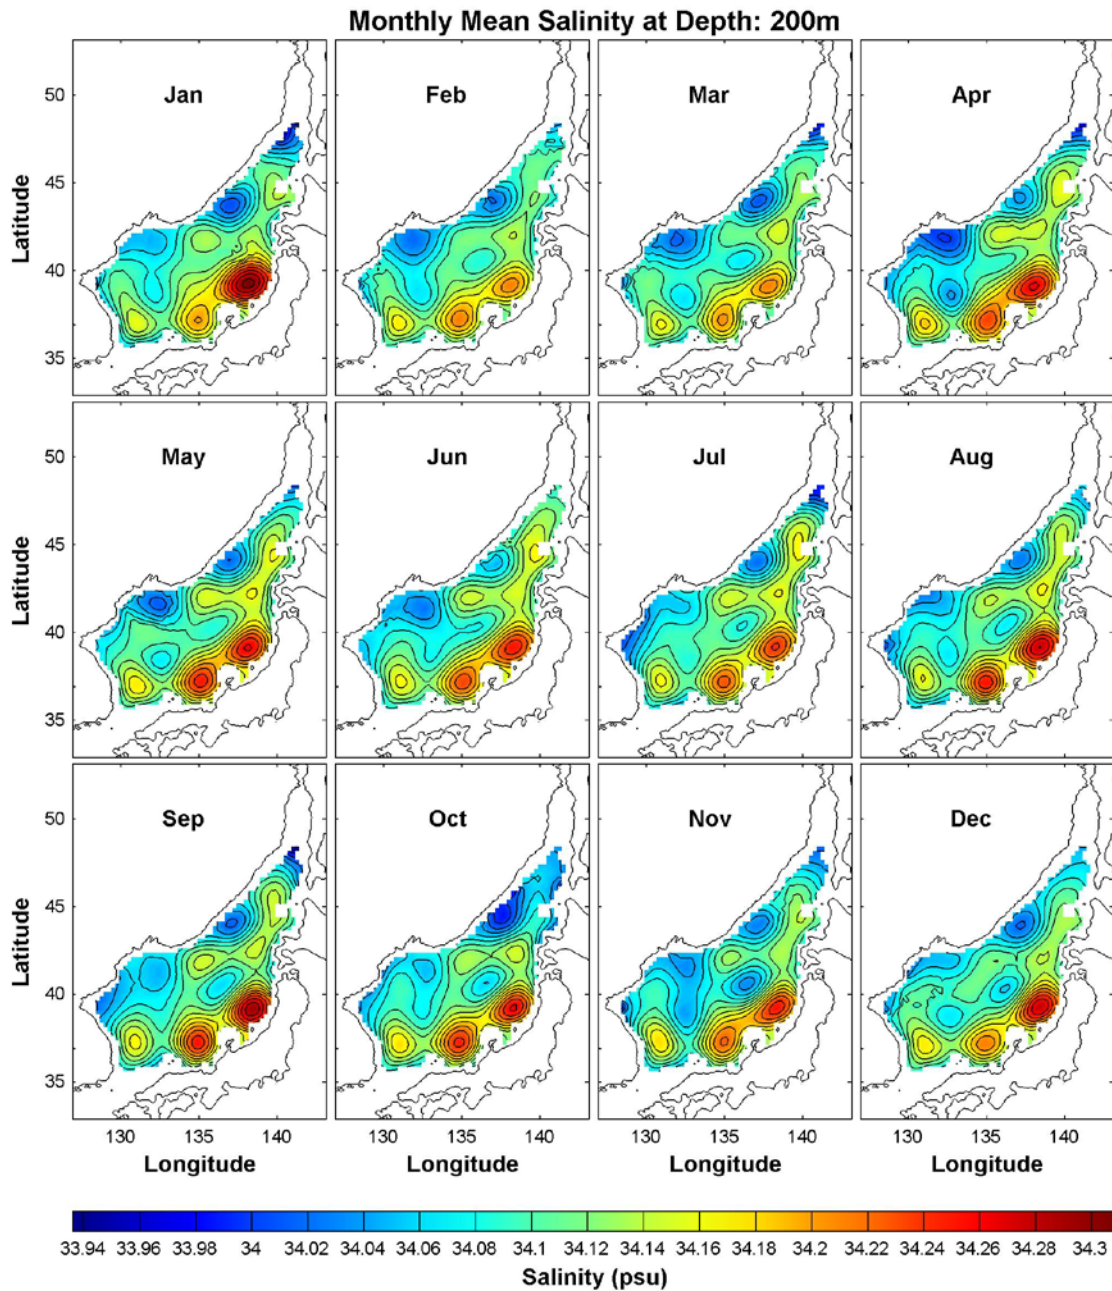 Monthly Mean Salinity at Depth: 200m
Jan Feb Mar Apr
50
45
40
35
Latitude
May Jun Jul Aug
50
45
40
35
Latitude
Sep Oct Nov Dec
50
45
40
35
Latitude
130 135 140 130 135 140 130 135 140 130 135 140
Longitude Longitude Longitude Longitude
33.94 33.96 33.98 34 34.02 34.04 34.06 34.08 34.1 34.12 34.14 34.16 34.18 34.2 34.22 34.24 34.26 34.28 34.3
Salinity (psu)